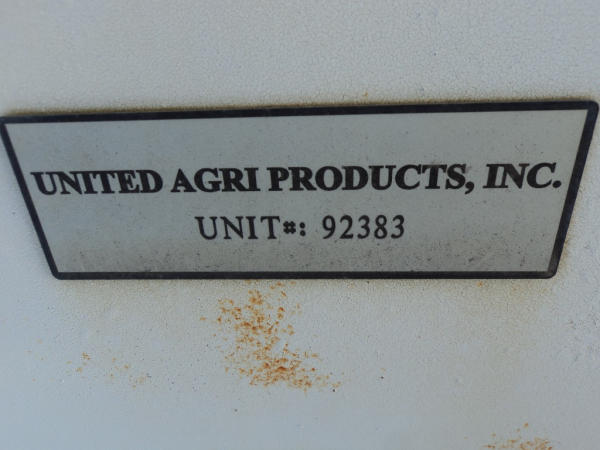 UNITED AGRI PRODUCTS, INC.
UNIT#: 92383